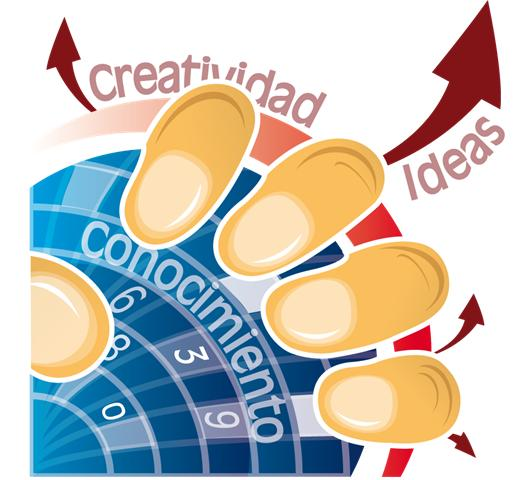 Creatividad
Ideas
conocimiento
6
8
3
0
9